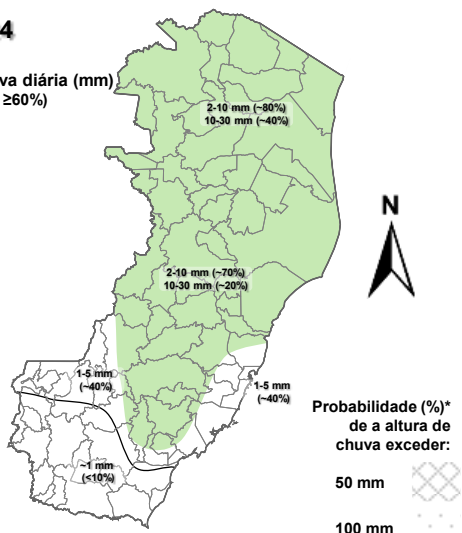 4
va diária (mm)
≥60%)
2-10 mm (~80%)
10-30 mm (~40%)
N
2-10 mm (~70%)
10-30 mm (~20%)
1-5 mm
(~40%)
1-5 mm
(~40%)
~1 mm
(<10%)
Probabilidade (%)*
de a altura de
chuva exceder:
50 mm
100 mm